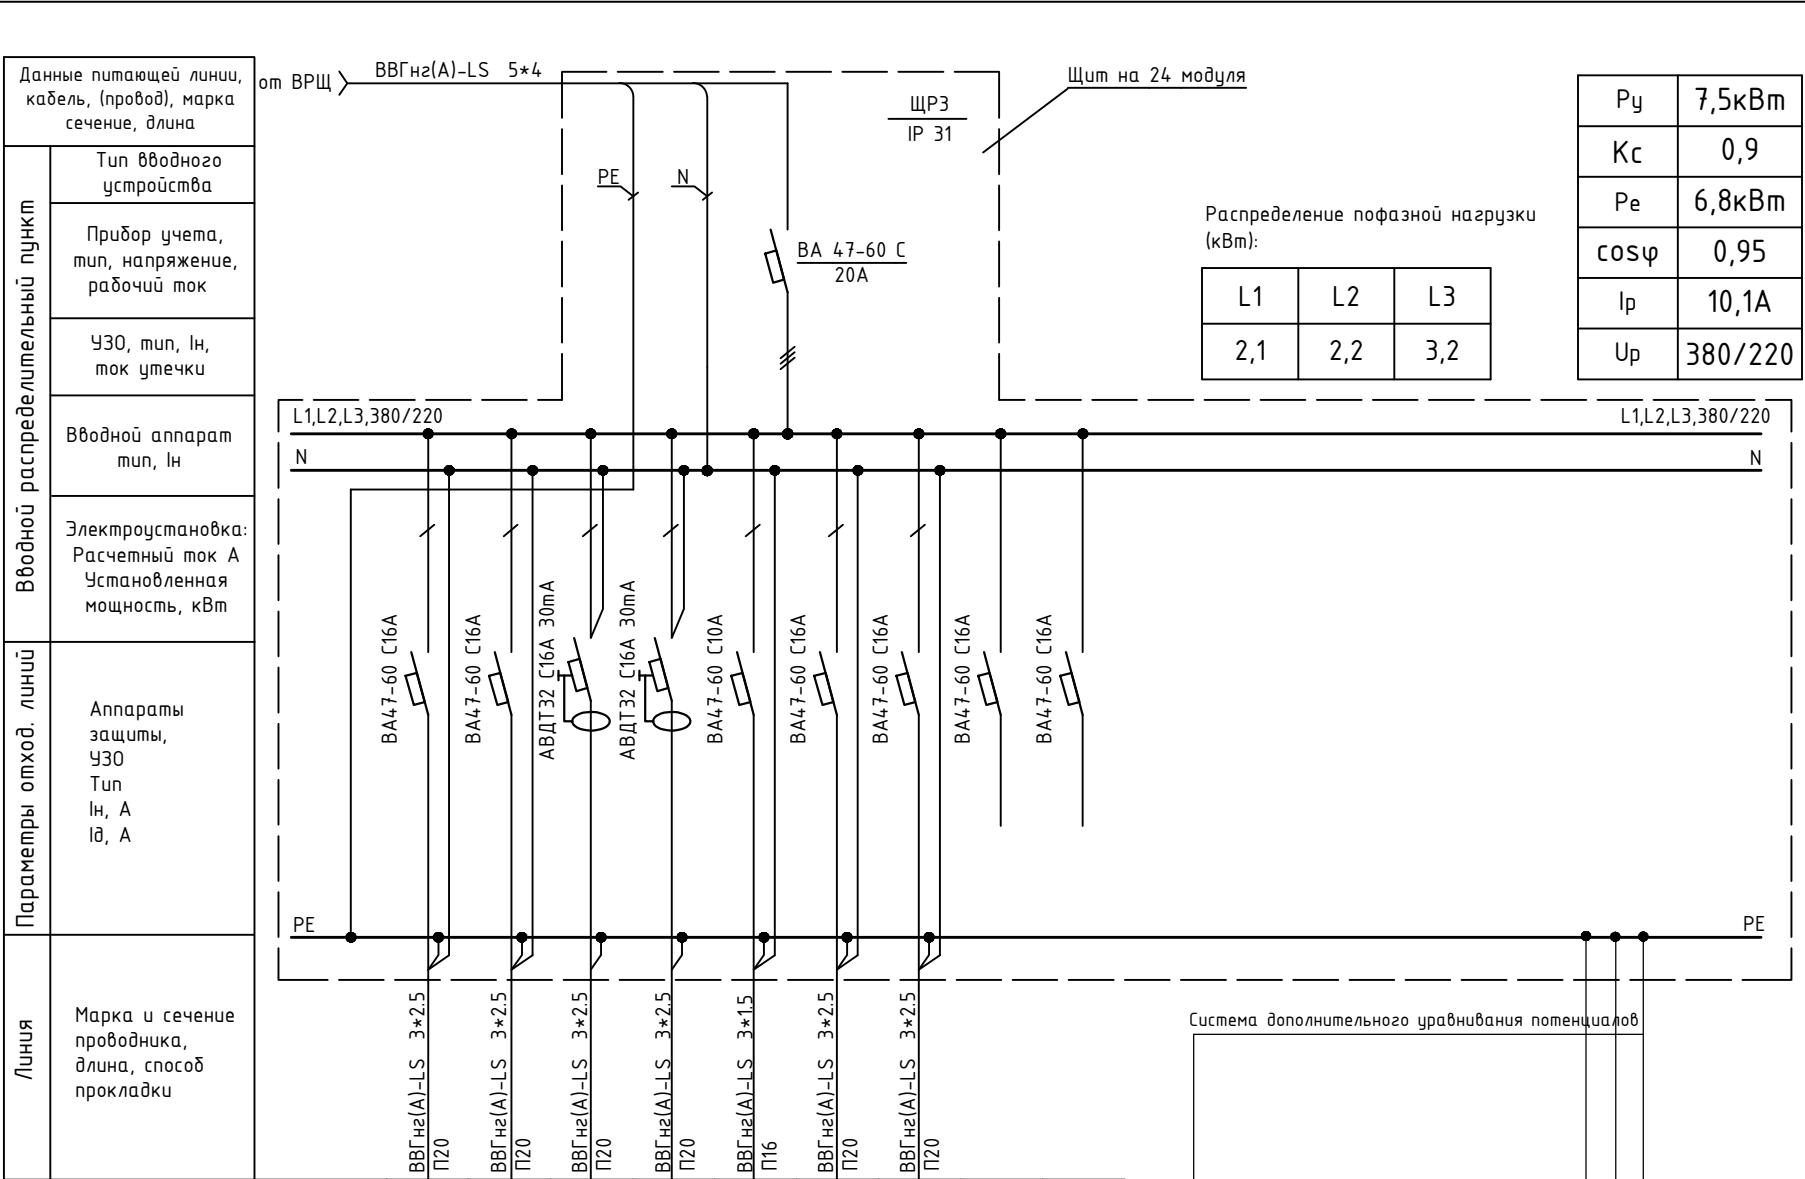 Данные питающей линии,
кабель, (провод), марка
сечение, длина
от ВРЩ
ВВГнг(А)-LS 5*4
ЩР3
IP 31
Щит на 24 модуля
Ру 7,5кВт
Кс 0,9
Ре 6,8кВт
cosφ 0,95
Iр 10,1А
Uр 380/220
Вводной распределительный пункт
Тип вводного
устройства
Прибор учета,
тип, напряжение,
рабочий ток
УЗО, тип, Iн,
ток утечки
Вводной аппарат
тип, Iн
Электроустановка:
Расчетный ток А
Установленная
мощность, кВт
PE
N
ВА 47-60 С
20А
Распределение пофазной нагрузки
(кВт):
L1 L2 L3
2,1 2,2 3,2
L1,L2,L3,380/220
L1,L2,L3,380/220
N
N
Параметры отход. линий
Аппараты
защиты,
УЗО
Тип
Iн, А
Iд, А
ВА47-60 С16А
ВА47-60 С16А
АВДТ32 С16А 30mA
АВДТ32 С16А 30mA
ВА47-60 С10А
ВА47-60 С16А
ВА47-60 С16А
ВА47-60 С16А
ВА47-60 С16А
PE
PE
Линия
Марка и сечение
проводника,
длина, способ
прокладки
ВВГнг(А)-LS 3*2.5
П20
ВВГнг(А)-LS 3*2.5
П20
ВВГнг(А)-LS 3*2.5
П20
ВВГнг(А)-LS 3*2.5
П20
ВВГнг(А)-LS 3*1.5
П16
ВВГнг(А)-LS 3*2.5
П20
ВВГнг(А)-LS 3*2.5
П20
Система дополнительного уравнивания потенциалов